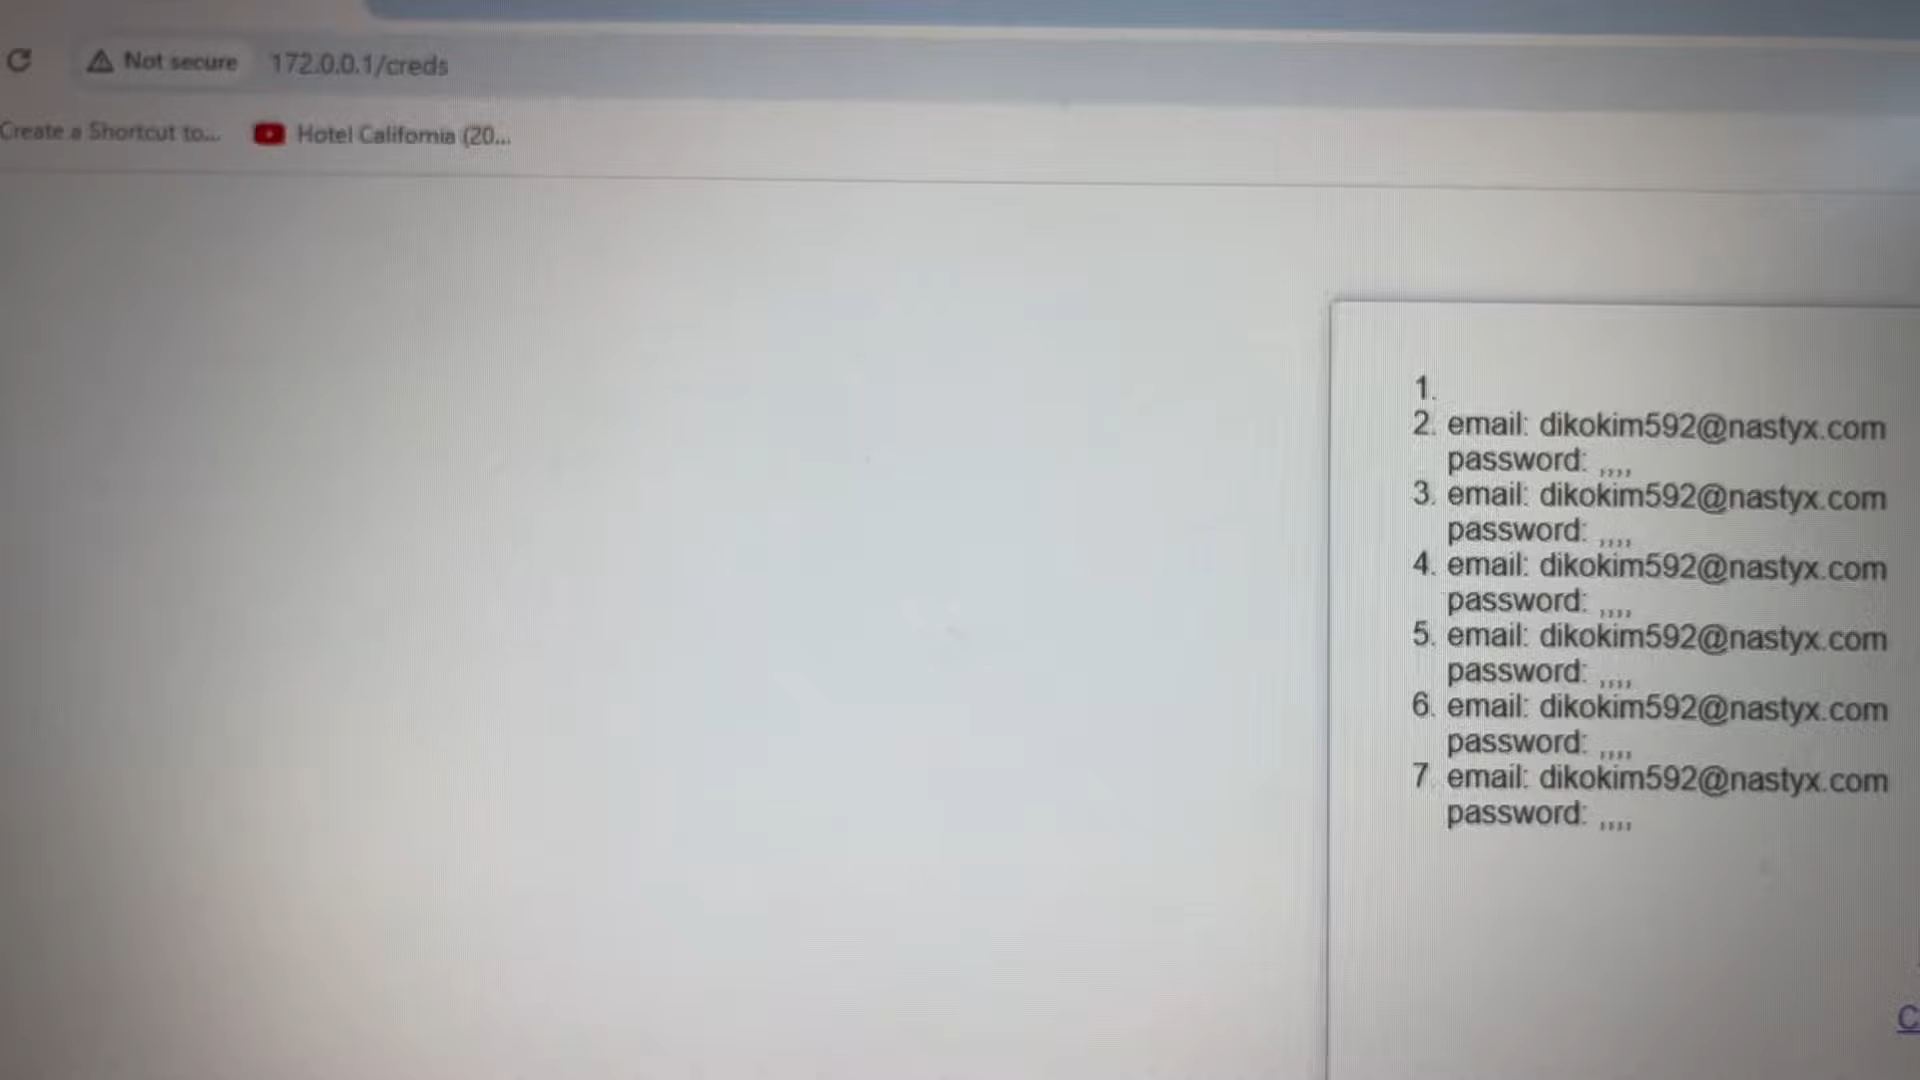 Not secure 172.0.0.1/creds
Create a Shortcut to... Hotel California (20...
1.
2. email: dikokim592@nastyx.com
password: ,,,,
3. email: dikokim592@nastyx.com
password: ,,,,
4. email: dikokim592@nastyx.com
password: ,,,,
5. email: dikokim592@nastyx.com
password: ,,,,
6. email: dikokim592@nastyx.com
password: ,,,,
7. email: dikokim592@nastyx.com
password: ,,,,